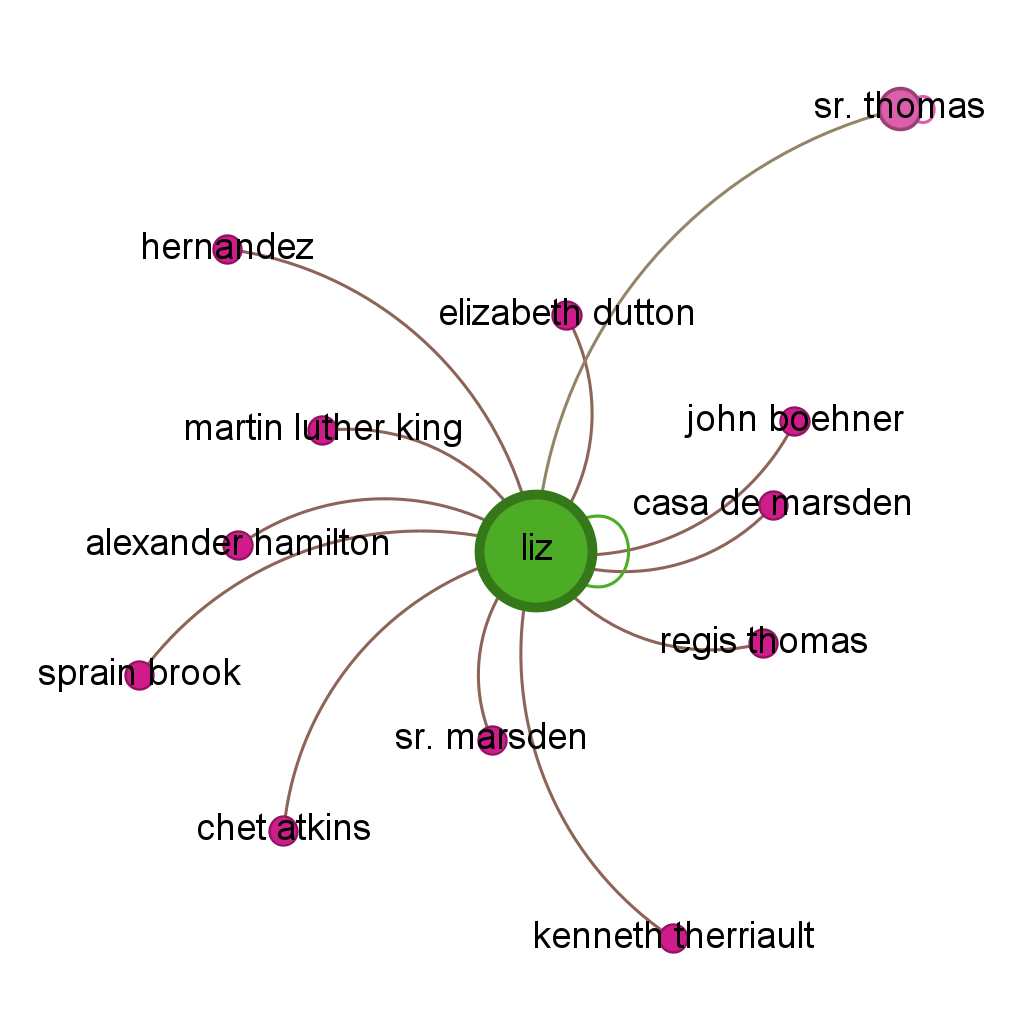 sr. thomas
hernandez
elizabeth dutton
john boehner
martin luther king
casa de marsden
alexander hamilton
liz
regis thomas
sprain brook
sr. marsden
chet atkins
kenneth therriault